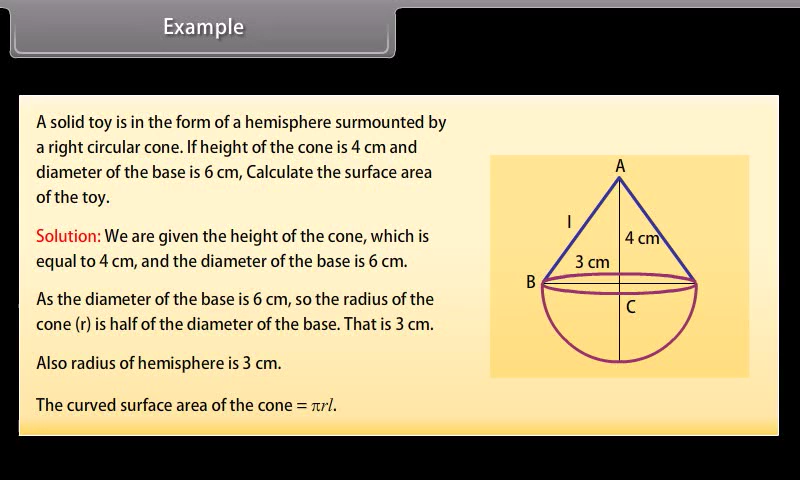 Example
A solid toy is in the form of a hemisphere surmounted by
a right circular cone. If height of the cone is 4 cm and
diameter of the base is 6 cm, Calculate the surface area
of the toy.
Solution: We are given the height of the cone, which is
equal to 4 cm, and the diameter of the base is 6 cm.
As the diameter of the base is 6 cm, so the radius of the
cone (r) is half of the diameter of the base. That is 3 cm.
Also radius of hemisphere is 3 cm.
The curved surface area of the cone = πrl.
A
l
4 cm
3 cm
B
C